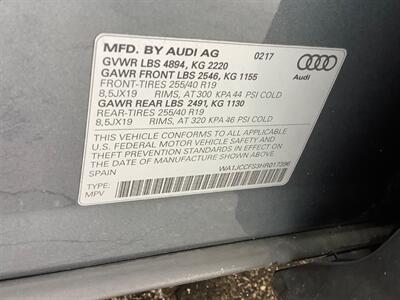 MFD. BY AUDI AG 0217
Audi
GVWR LBS 4894, KG 2220
GAWR FRONT LBS 2546, KG 1155
FRONT-TIRES 255/40 R19
8,5JX19 RIMS, AT 300 KPA 44 PSI COLD
GAWR REAR LBS 2491, KG 1130
REAR-TIRES 255/40 R19
8,5JX19 RIMS, AT 320 KPA 46 PSI COLD
THIS VEHICLE CONFORMS TO ALL APPLICABLE
U.S. FEDERAL MOTOR VEHICLE SAFETY AND
THEFT PREVENTION STANDARDS IN EFFECT
ON THE DATE OF MANUFACTURE SHOWN ABOVE.
SPAIN WA1JCCFS3HR017396
TYPE:
MPV